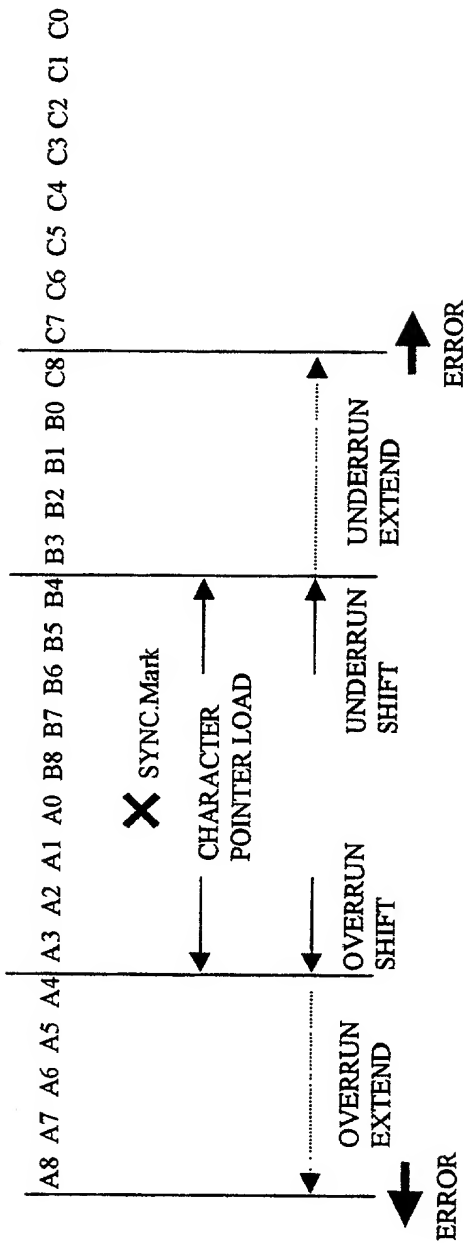 A8 A7 A6 A5 A4 A3 A2 A1 A0 B8 B7 B6 B5 B4 B3 B2 B1 B0 C8 C7 C6 C5 C4 C3 C2 C1 C0
SYNC.Mark
CHARACTER
POINTER LOAD
OVERRUN
EXTEND
OVERRUN
SHIFT
UNDERRUN
SHIFT
UNDERRUN
EXTEND
ERROR
ERROR